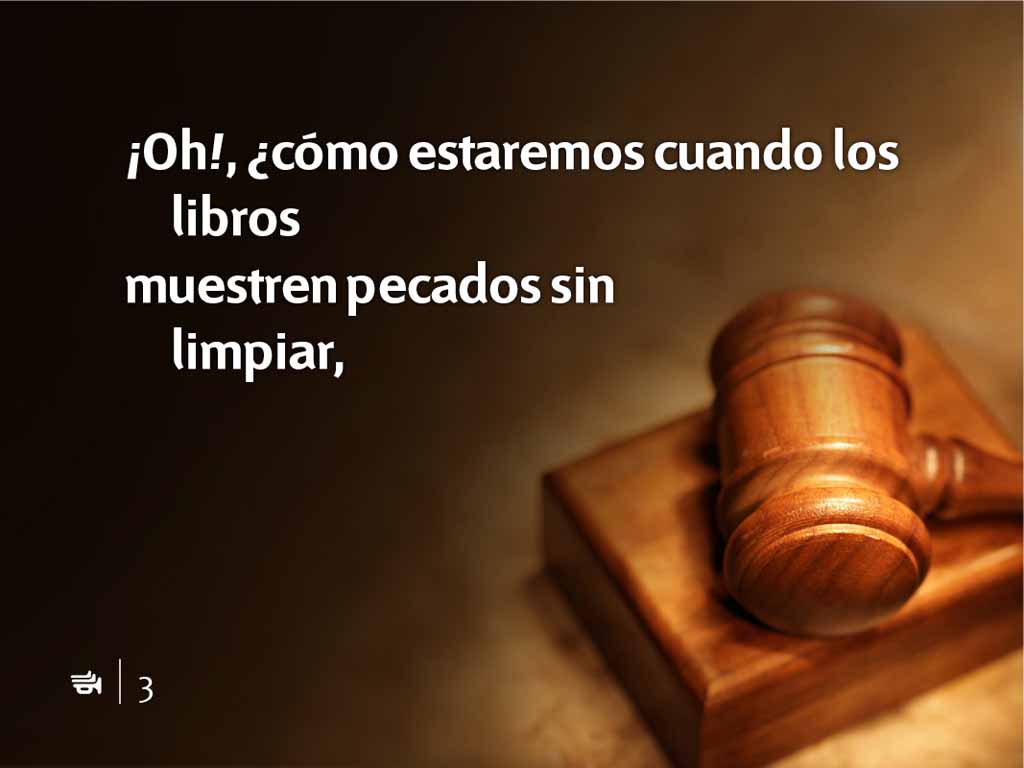 ¡Oh!, ¿cómo estaremos cuando los
libros
muestren pecados sin
limpiar,
3